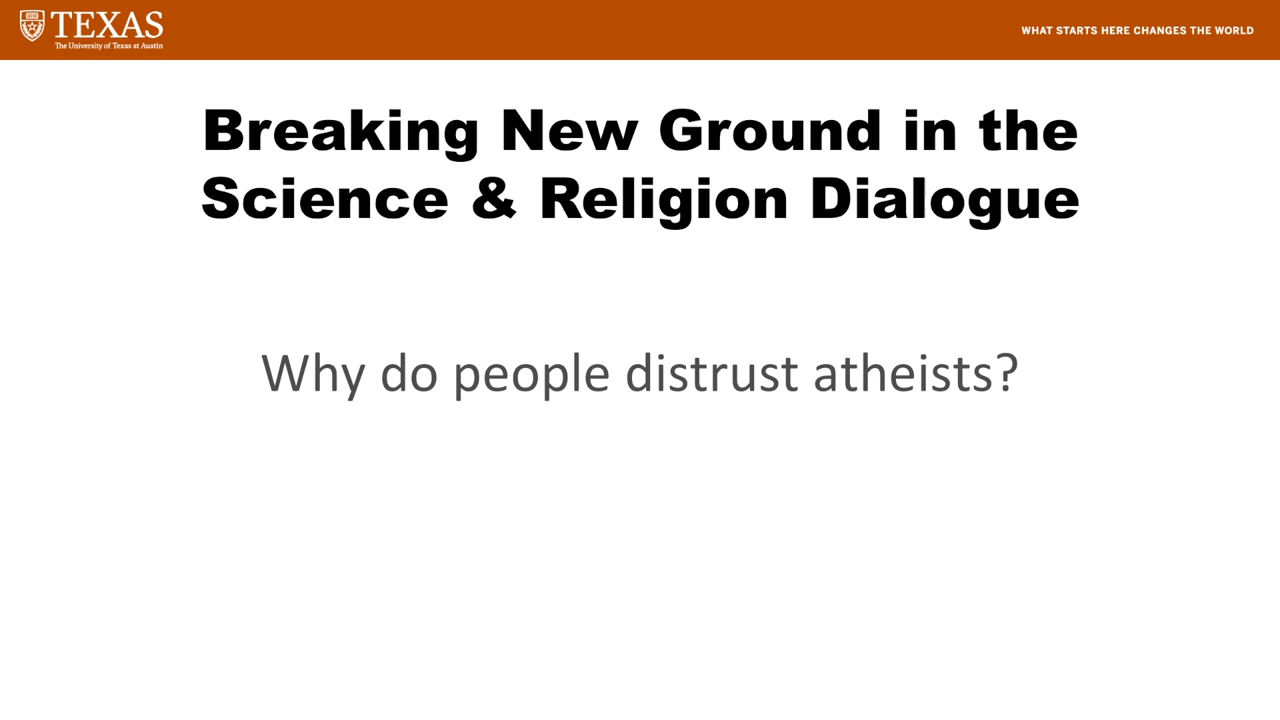 TEXAS
The University of Texas at Austin
WHAT STARTS HERE CHANGES THE WORLD
Breaking New Ground in the
Science & Religion Dialogue
Why do people distrust atheists?